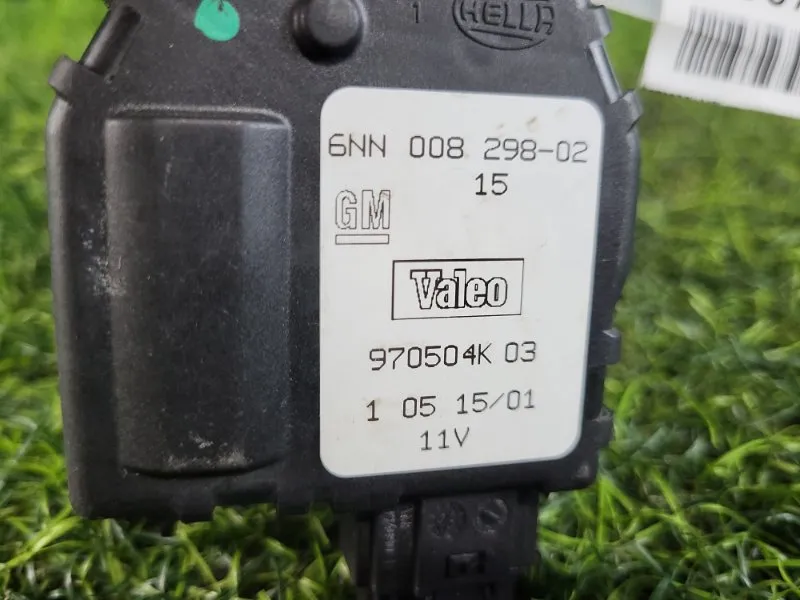 1 HELLA
6NN 008 298-02
15
GM
Valeo
970504K 03
1 05 15/01
11V